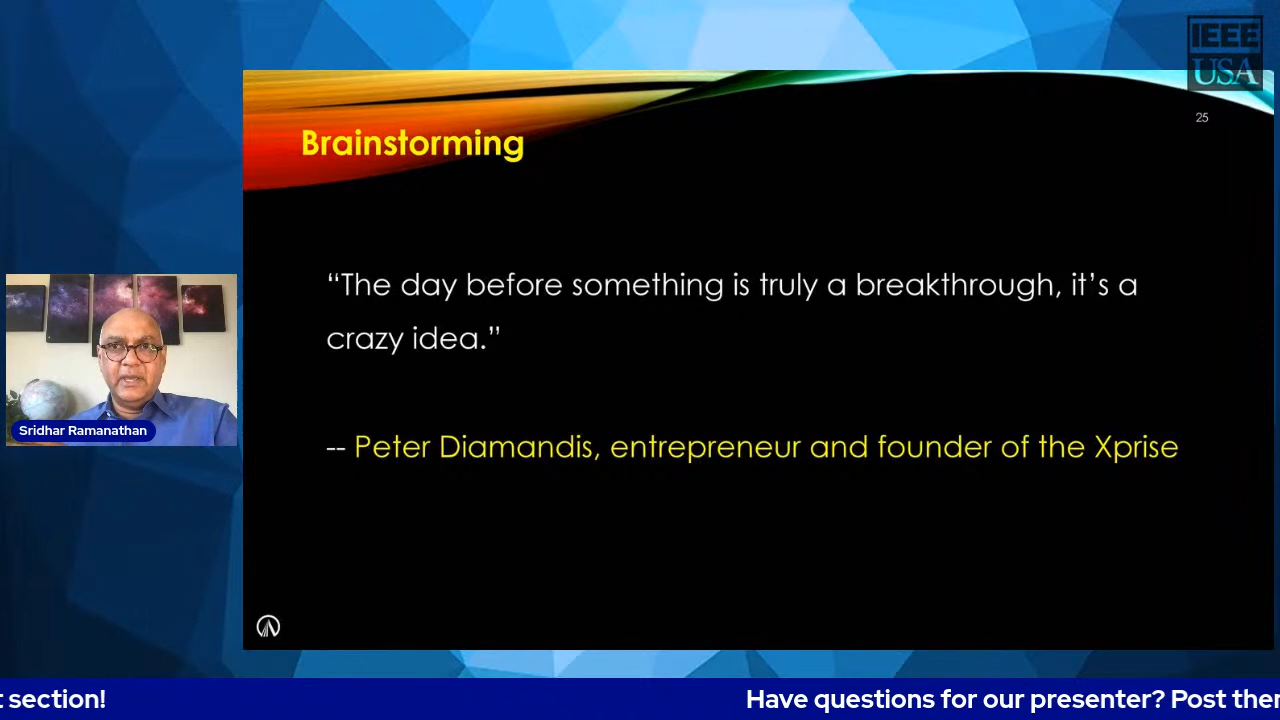 IEEE
USA
25
Brainstorming
“The day before something is truly a breakthrough, it’s a
crazy idea.”
-- Peter Diamandis, entrepreneur and founder of the Xprise
Sridhar Ramanathan
section!
Have questions for our presenter? Post